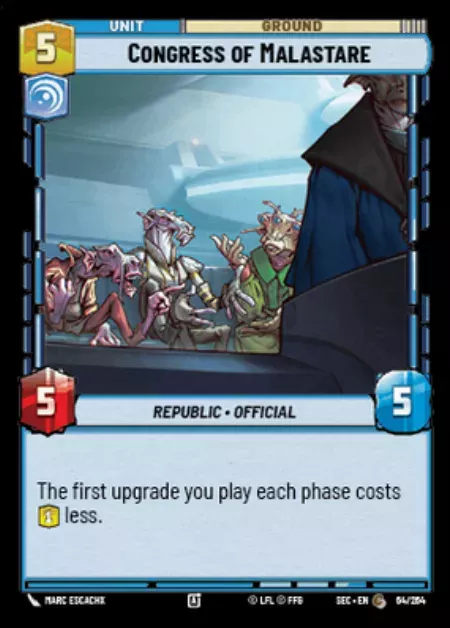 UNIT
GROUND
5
CONGRESS OF MALASTARE
5
REPUBLIC • OFFICIAL
5
The first upgrade you play each phase costs
1 less.
MARC ESCACHX
A
© LFL © FFG
SEC • EN
64/264